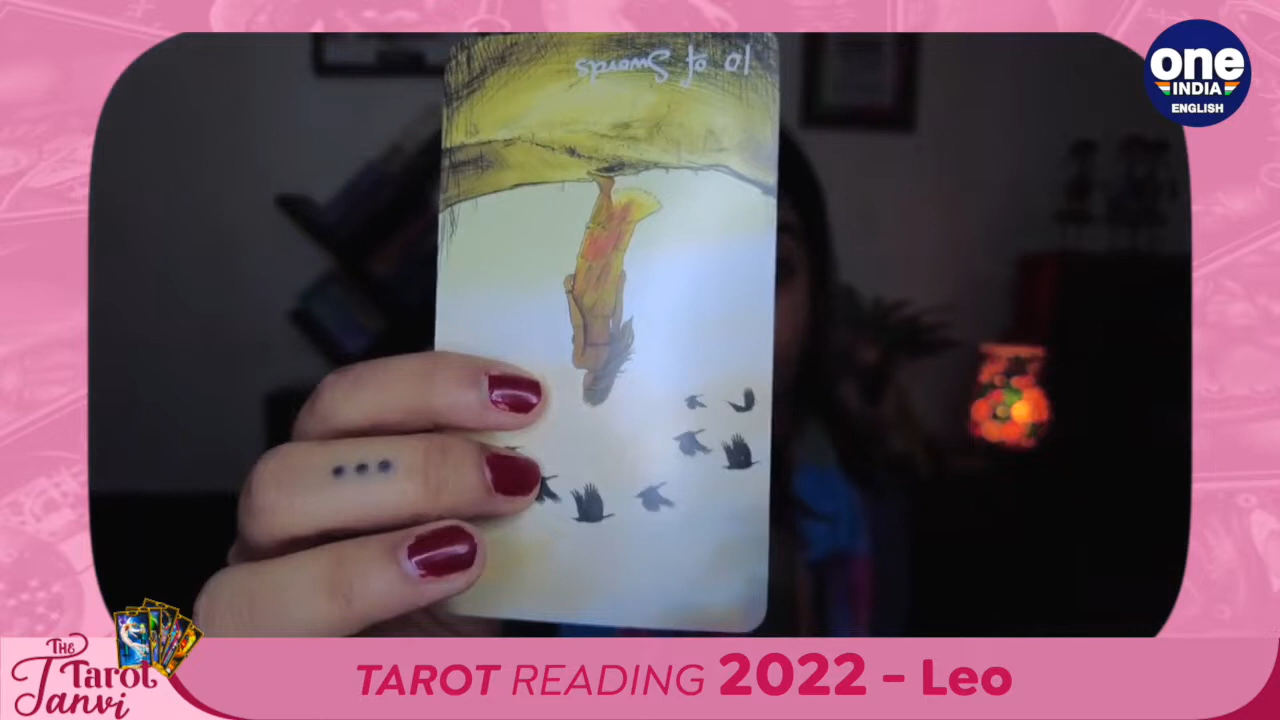 10 of Swords
one
INDIA
ENGLISH
THE
Tarot
Tanvi
TAROT READING 2022 - Leo